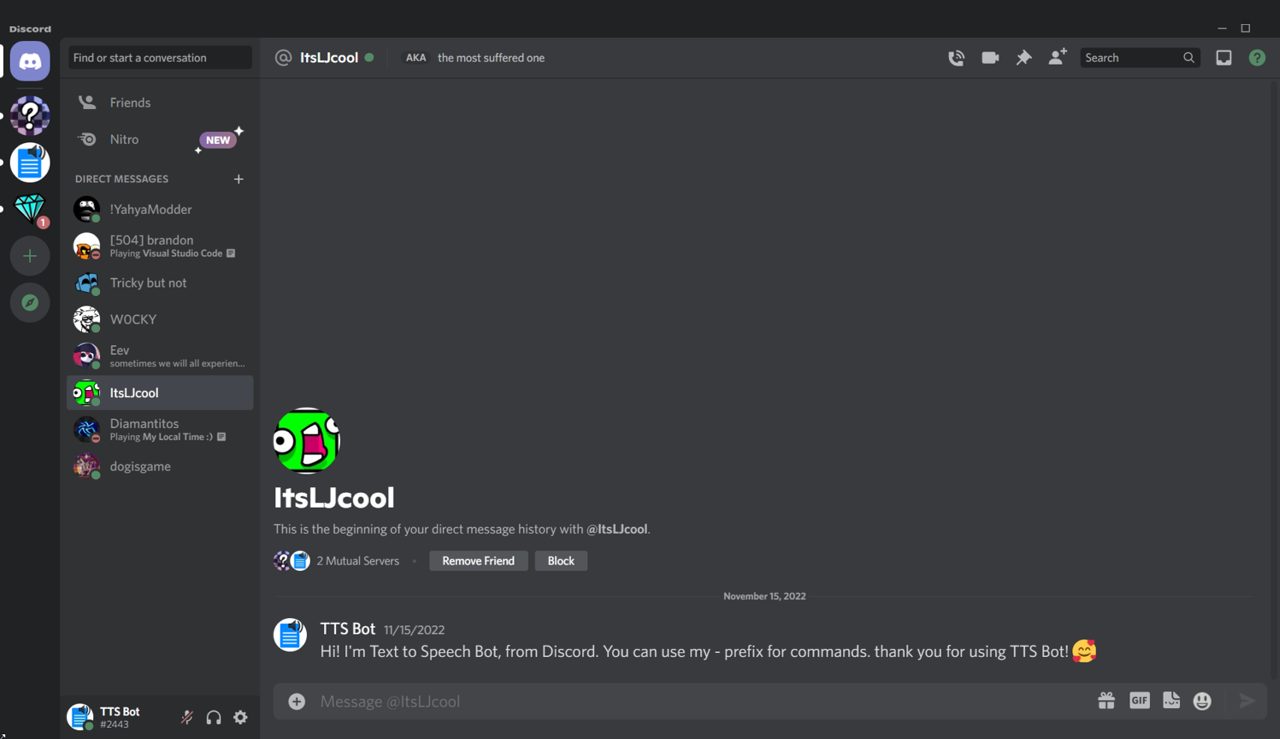 Discord
Find or start a conversation
Friends
Nitro
NEW
DIRECT MESSAGES
!YahyaModder
[504] brandon
Playing Visual Studio Code
Tricky but not
W0CKY
Eev
sometimes we will all experien...
ItsLJcool
Diamantitos
Playing My Local Time :)
dogisgame
TTS Bot
#2443
1
@ ItsLJcool
AKA the most suffered one
Search
?
ItsLJcool
This is the beginning of your direct message history with @ItsLJcool.
2 Mutual Servers
Remove Friend
Block
November 15, 2022
TTS Bot 11/15/2022
Hi! I'm Text to Speech Bot, from Discord. You can use my - prefix for commands. thank you for using TTS Bot! 🥰
Message @ItsLJcool
GIF